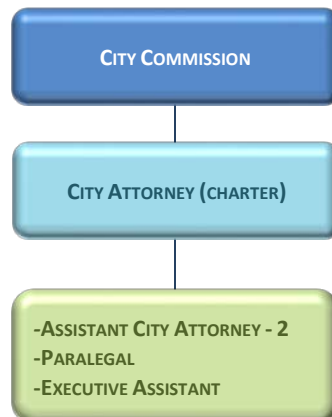 CITY COMMISSION
CITY ATTORNEY (CHARTER)
-ASSISTANT CITY ATTORNEY - 2
-PARALEGAL
-EXECUTIVE ASSISTANT